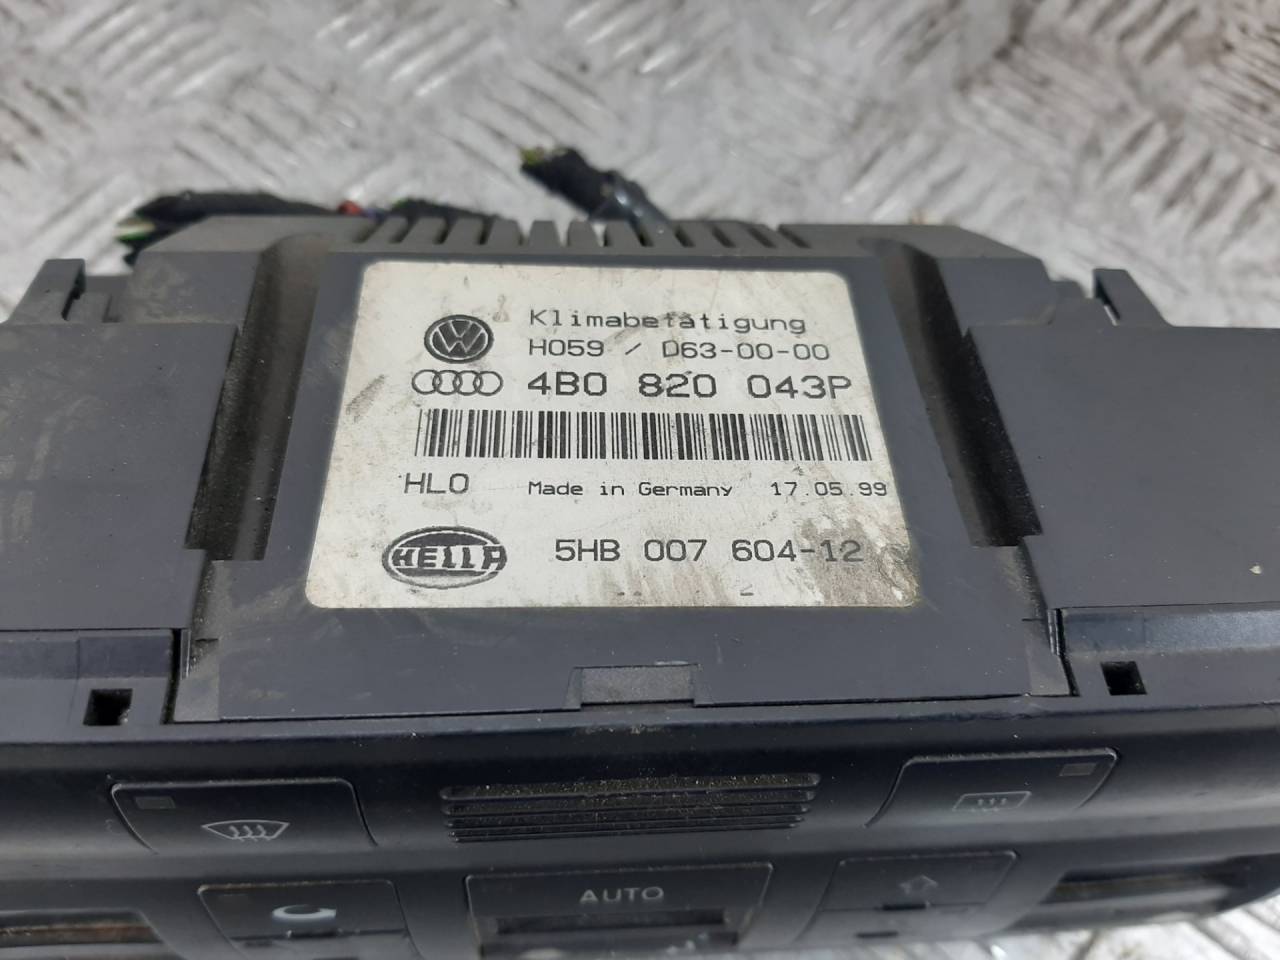 Klimabetätigung
H059 / D63-00-00
4B0 820 043P
HLO Made in Germany 17.05.99
HELLA 5HB 007 604-12
AUTO